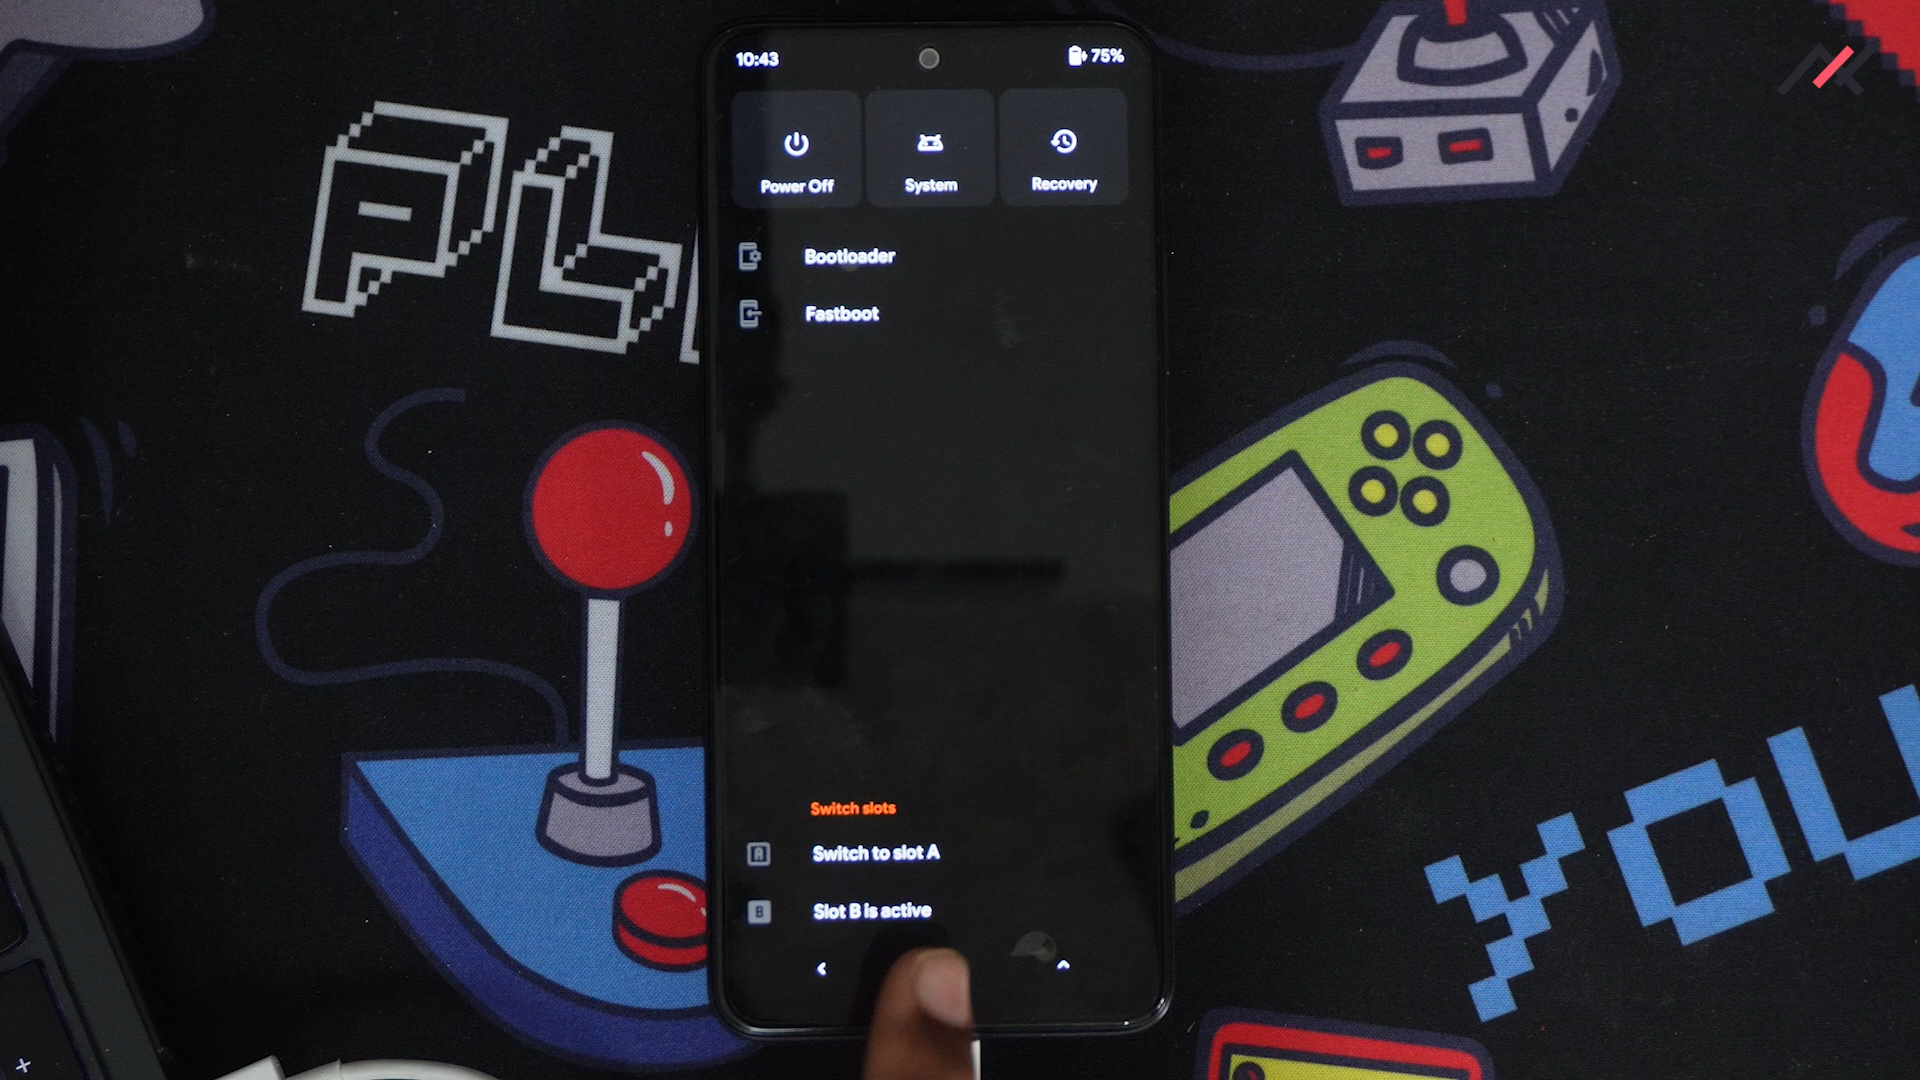 10:43
75%
Power Off
System
Recovery
Bootloader
Fastboot
Switch slots
A
Switch to slot A
B
Slot B is active
PL
YOU